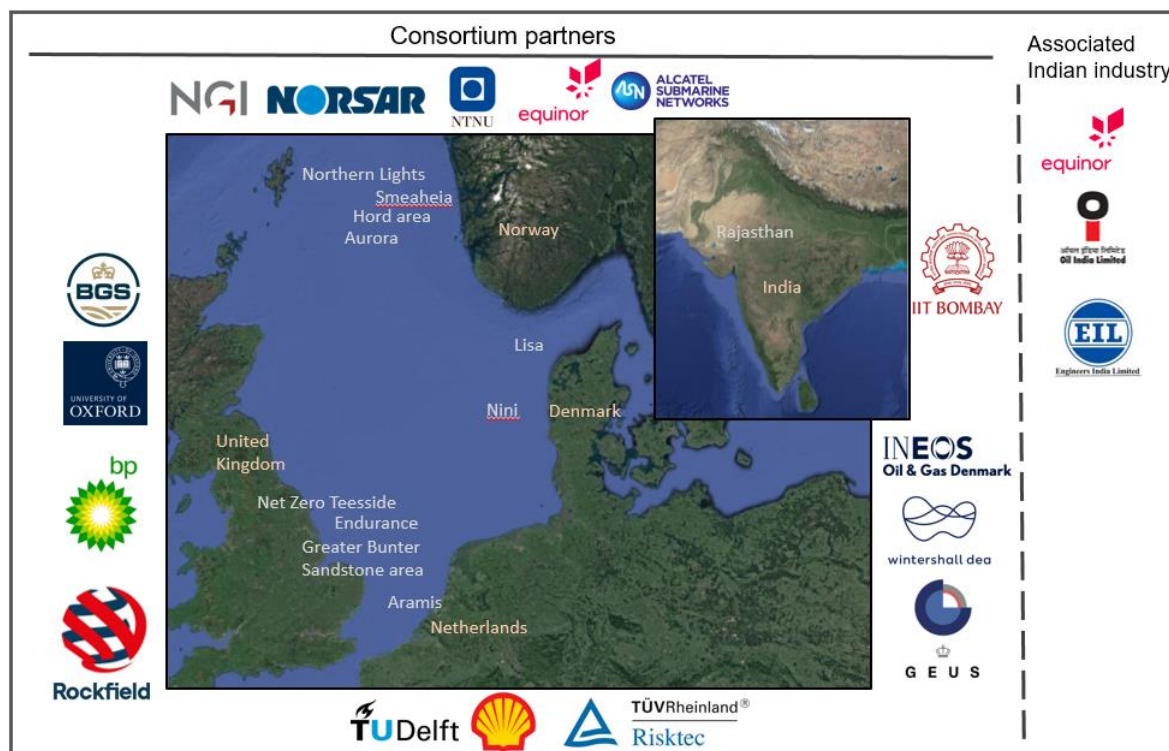 Consortium partners
Associated
Indian industry
NGI
NORSAR
NTNU
equinor
ASN
ALCATEL
SUBMARINE
NETWORKS
equinor
ऑयल इंडिया लिमिटेड
Oil India Limited
EIL
Engineers India Limited
BGS
UNIVERSITY OF
OXFORD
bp
Rockfield
Northern Lights
Smeaheia
Hord area
Aurora
Norway
Lisa
Nini
Denmark
United
Kingdom
Net Zero Teesside
Endurance
Greater Bunter
Sandstone area
Aramis
Netherlands
Rajasthan
India
IIT BOMBAY
INEOS
Oil & Gas Denmark
wintershall dea
GEUS
TUDelft
TÜVRheinland®
Risktec